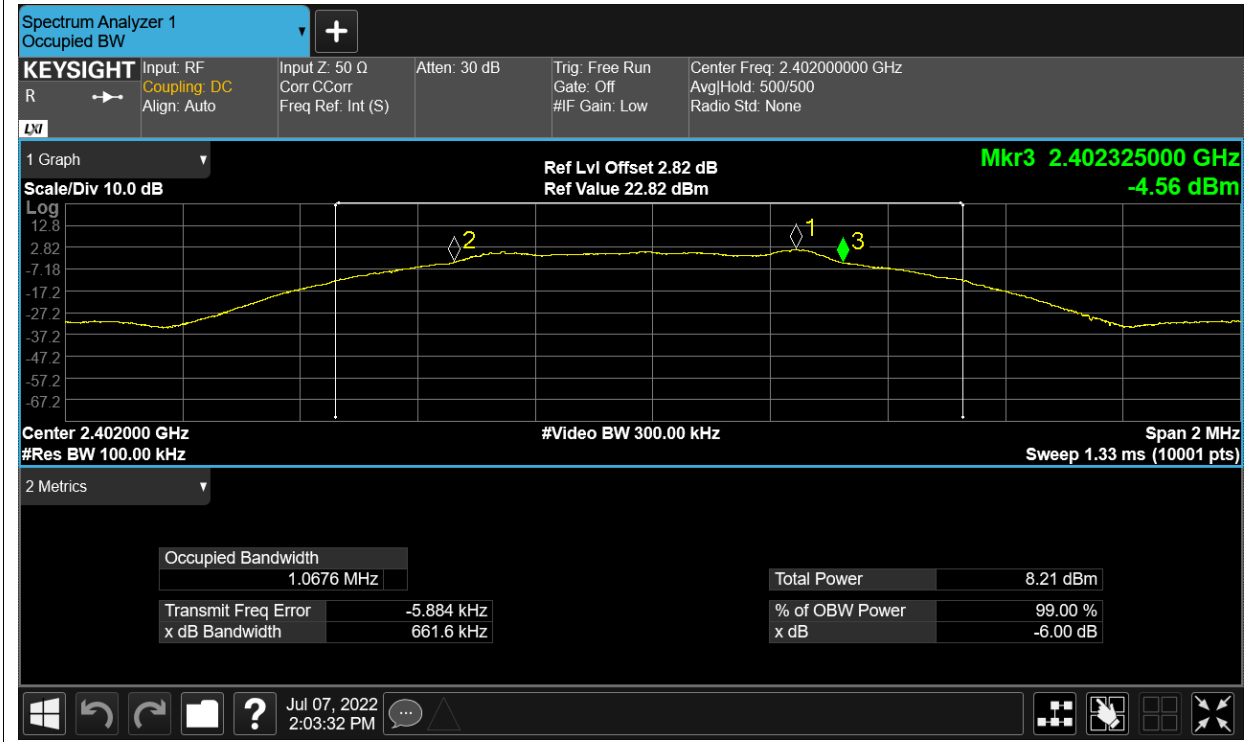 Spectrum Analyzer 1
Occupied BW
KEYSIGHT
R
LXI
Input: RF
Coupling: DC
Align: Auto
Input Z: 50 Ω
Corr CCorr
Freq Ref: Int (S)
Atten: 30 dB
Trig: Free Run
Gate: Off
#IF Gain: Low
Center Freq: 2.402000000 GHz
Avg|Hold: 500/500
Radio Std: None
1 Graph
Scale/Div 10.0 dB
Ref Lvl Offset 2.82 dB
Ref Value 22.82 dBm
Mkr3 2.402325000 GHz
-4.56 dBm
Log
12.8
2.82
-7.18
-17.2
-27.2
-37.2
-47.2
-57.2
-67.2
2
1
3
Center 2.402000 GHz
#Res BW 100.00 kHz
#Video BW 300.00 kHz
Span 2 MHz
Sweep 1.33 ms (10001 pts)
2 Metrics
Occupied Bandwidth
1.0676 MHz
Transmit Freq Error -5.884 kHz
x dB Bandwidth 661.6 kHz
Total Power 8.21 dBm
% of OBW Power 99.00 %
x dB -6.00 dB
?
Jul 07, 2022
2:03:32 PM